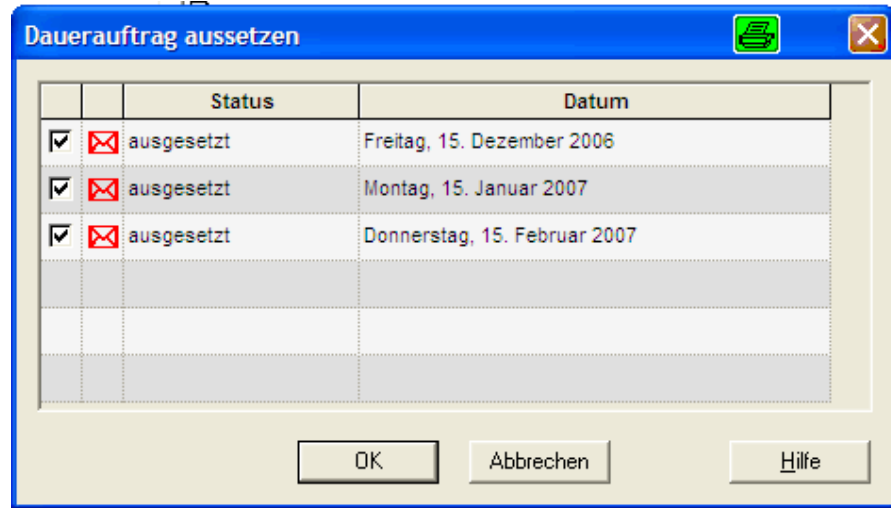 Dauerauftrag aussetzen
Status Datum
ausgesetzt Freitag, 15. Dezember 2006
ausgesetzt Montag, 15. Januar 2007
ausgesetzt Donnerstag, 15. Februar 2007
OK Abbrechen Hilfe